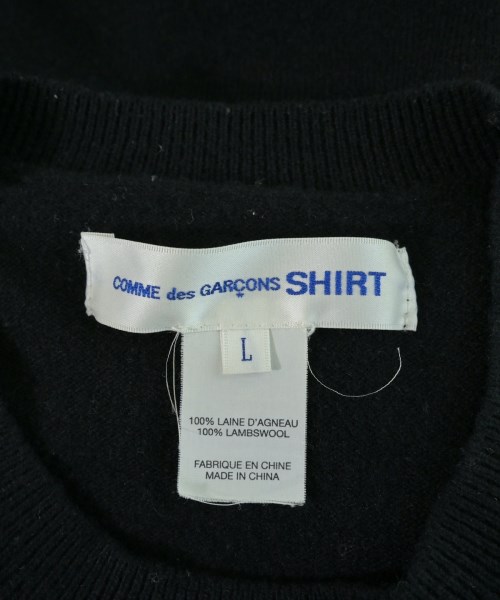 COMME des GARÇONS SHIRT
L
100% LAINE D'AGNEAU
100% LAMBSWOOL
FABRIQUE EN CHINE
MADE IN CHINA